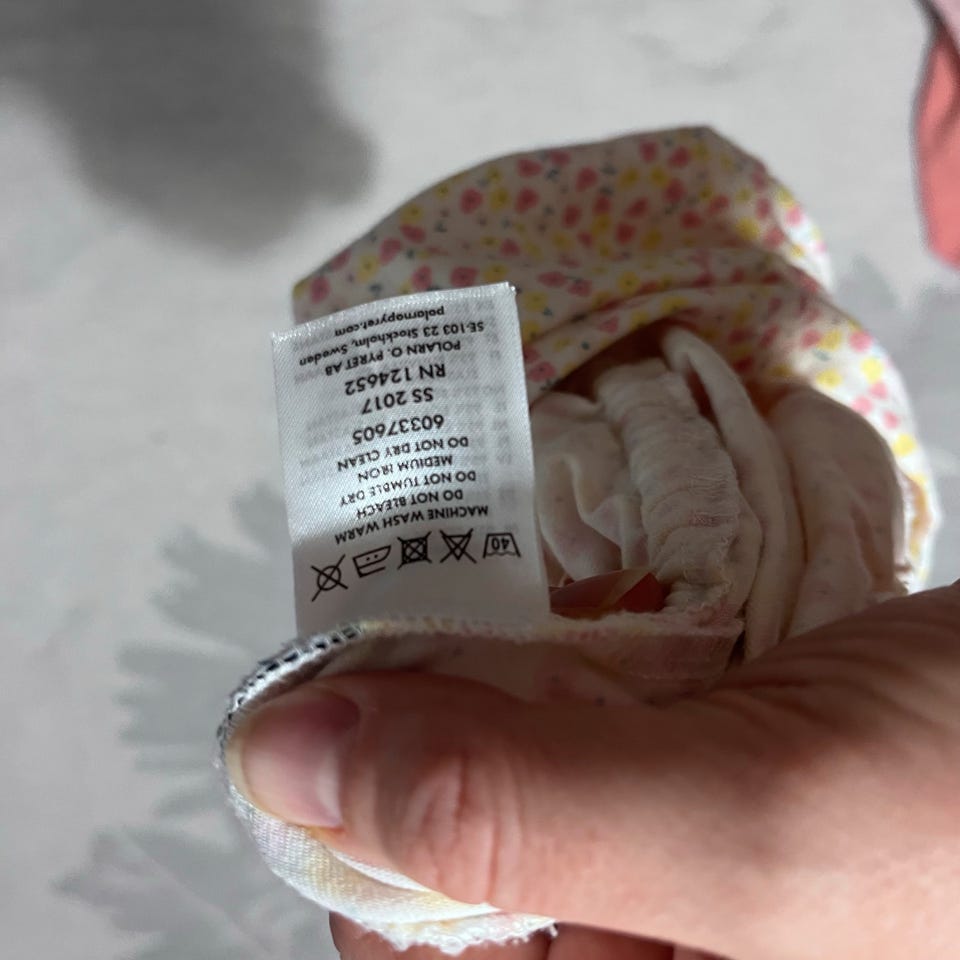 40
MACHINE WASH WARM
DO NOT BLEACH
DO NOT TUMBLE DRY
MEDIUM IRON
DO NOT DRY CLEAN
60337605
SS 2017
RN 124652
POLARN O. PYRET AB
SE-103 23 Stockholm, Sweden
polarnopyret.com